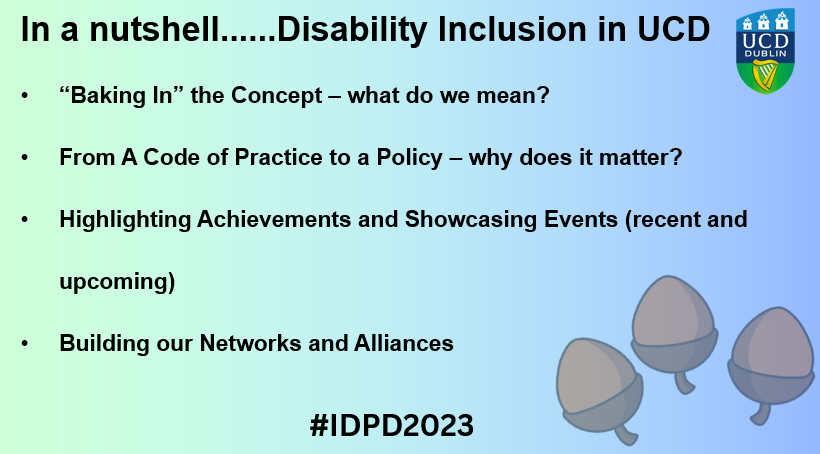 In a nutshell......Disability Inclusion in UCD
UCD
DUBLIN
• “Baking In” the Concept – what do we mean?
• From A Code of Practice to a Policy – why does it matter?
• Highlighting Achievements and Showcasing Events (recent and
upcoming)
• Building our Networks and Alliances
#IDPD2023